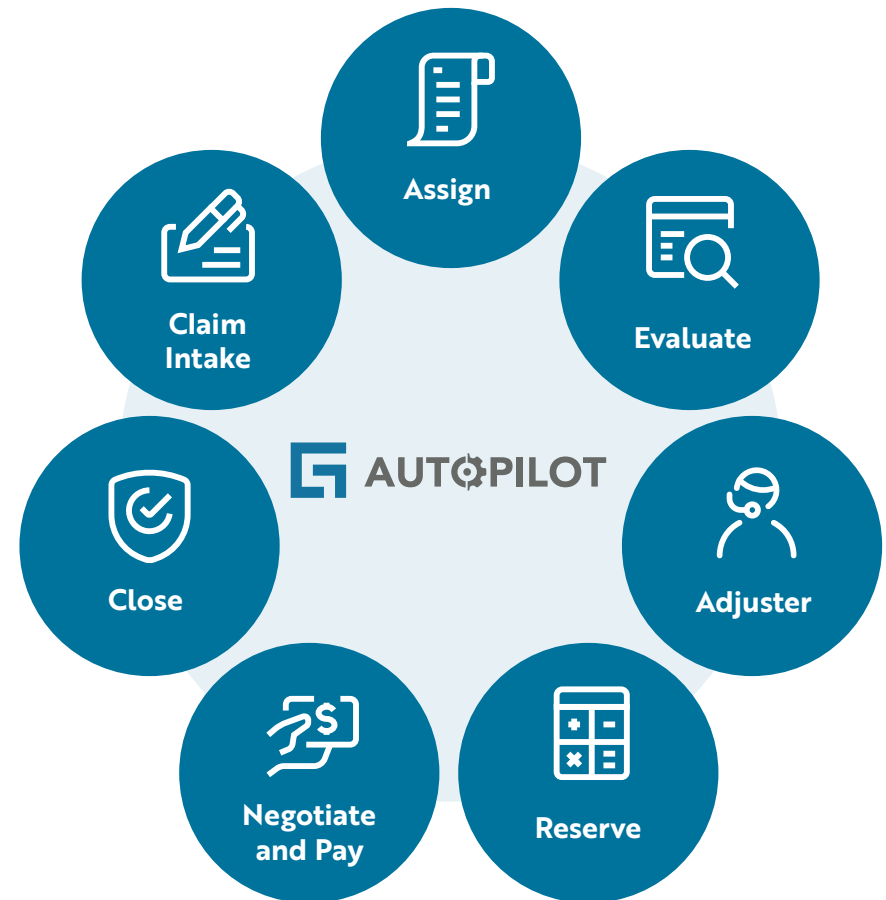 Assign
Claim
Intake
Evaluate
AUTOPILOT
Close
Adjuster
Negotiate
and Pay
Reserve